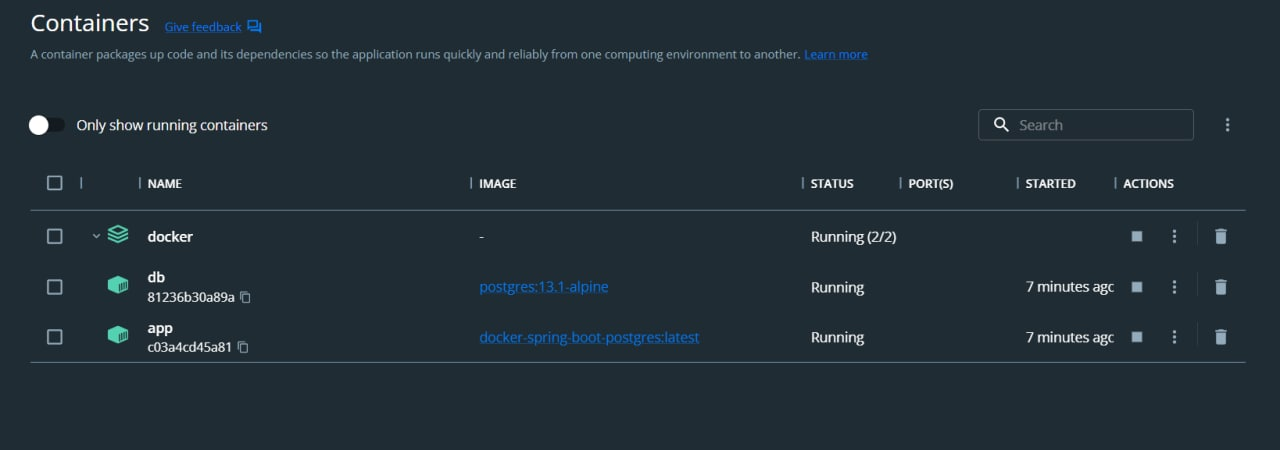 Containers Give feedback
A container packages up code and its dependencies so the application runs quickly and reliably from one computing environment to another. Learn more
Only show running containers
Search
NAME IMAGE STATUS PORT(S) STARTED ACTIONS
docker - Running (2/2)
db
81236b30a89a postgres:13.1-alpine Running 7 minutes agc
app
c03a4cd45a81 docker-spring-boot-postgres:latest Running 7 minutes agc